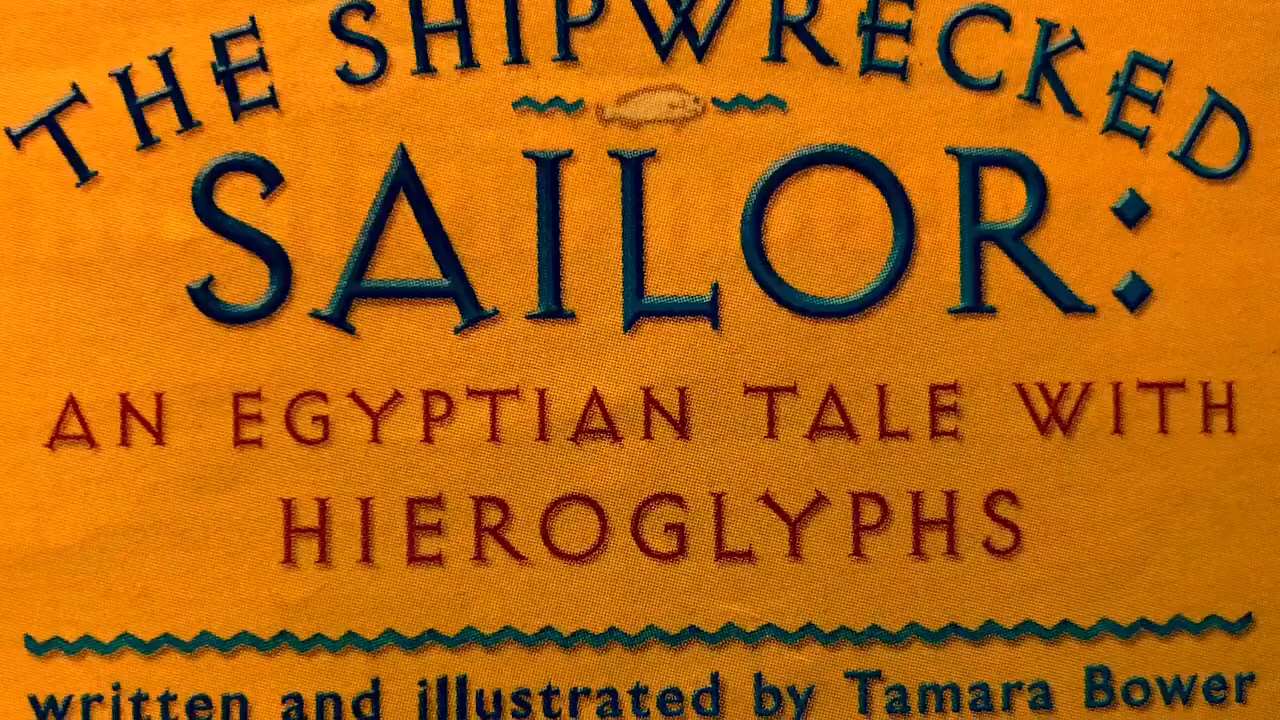 THE SHIPWRECKED
SAILOR:
AN EGYPTIAN TALE WITH
HIEROGLYPHS
written and illustrated by Tamara Bower